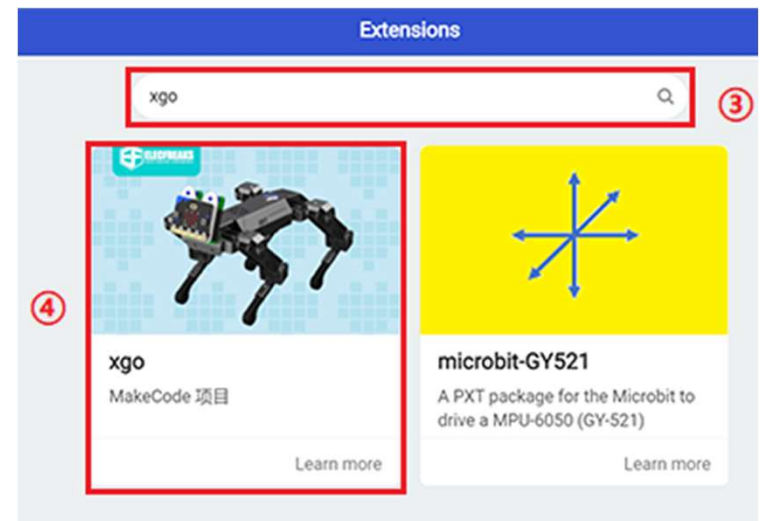 Extensions
xgo
③
ELECFREAKS
④
xgo
MakeCode 项目
Learn more
microbit-GY521
A PXT package for the Microbit to
drive a MPU-6050 (GY-521)
Learn more